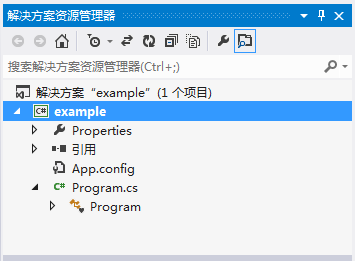 解决方案资源管理器
搜索解决方案资源管理器(Ctrl+;)
解决方案 "example" (1 个项目)
C# example
Properties
引用
App.config
C# Program.cs
Program